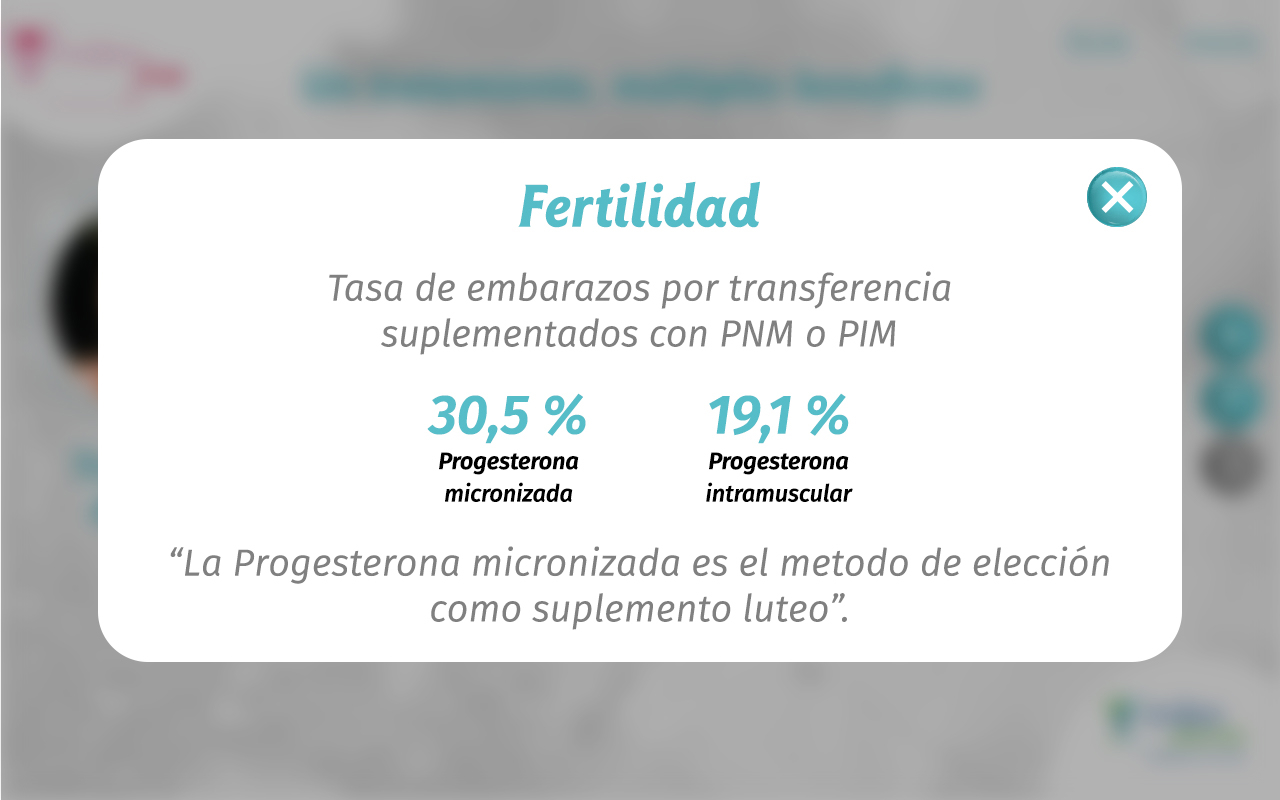 Fertilidad
Tasa de embarazos por transferencia
suplementados con PNM o PIM
30,5 % 19,1 %
Progesterona Progesterona
micronizada intramuscular
“La Progesterona micronizada es el metodo de elección
como suplemento luteo”.